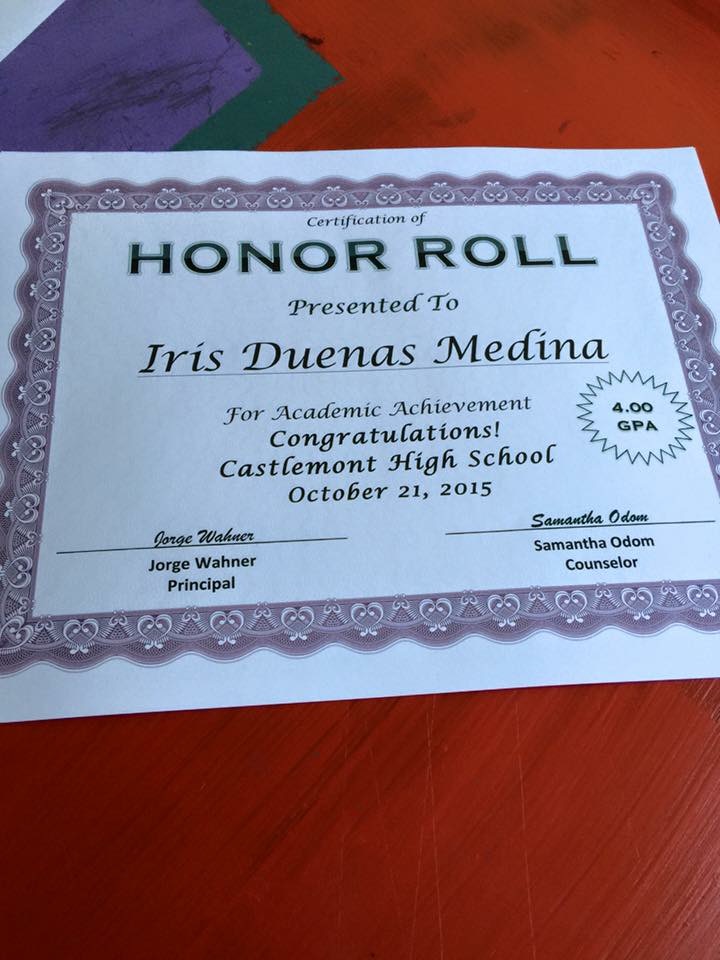 Certification of
HONOR ROLL
Presented To
Iris Duenas Medina
For Academic Achievement
Congratulations!
Castlemont High School
October 21, 2015
4.00
GPA
Jorge Wahner
Jorge Wahner
Principal
Samantha Odom
Samantha Odom
Counselor